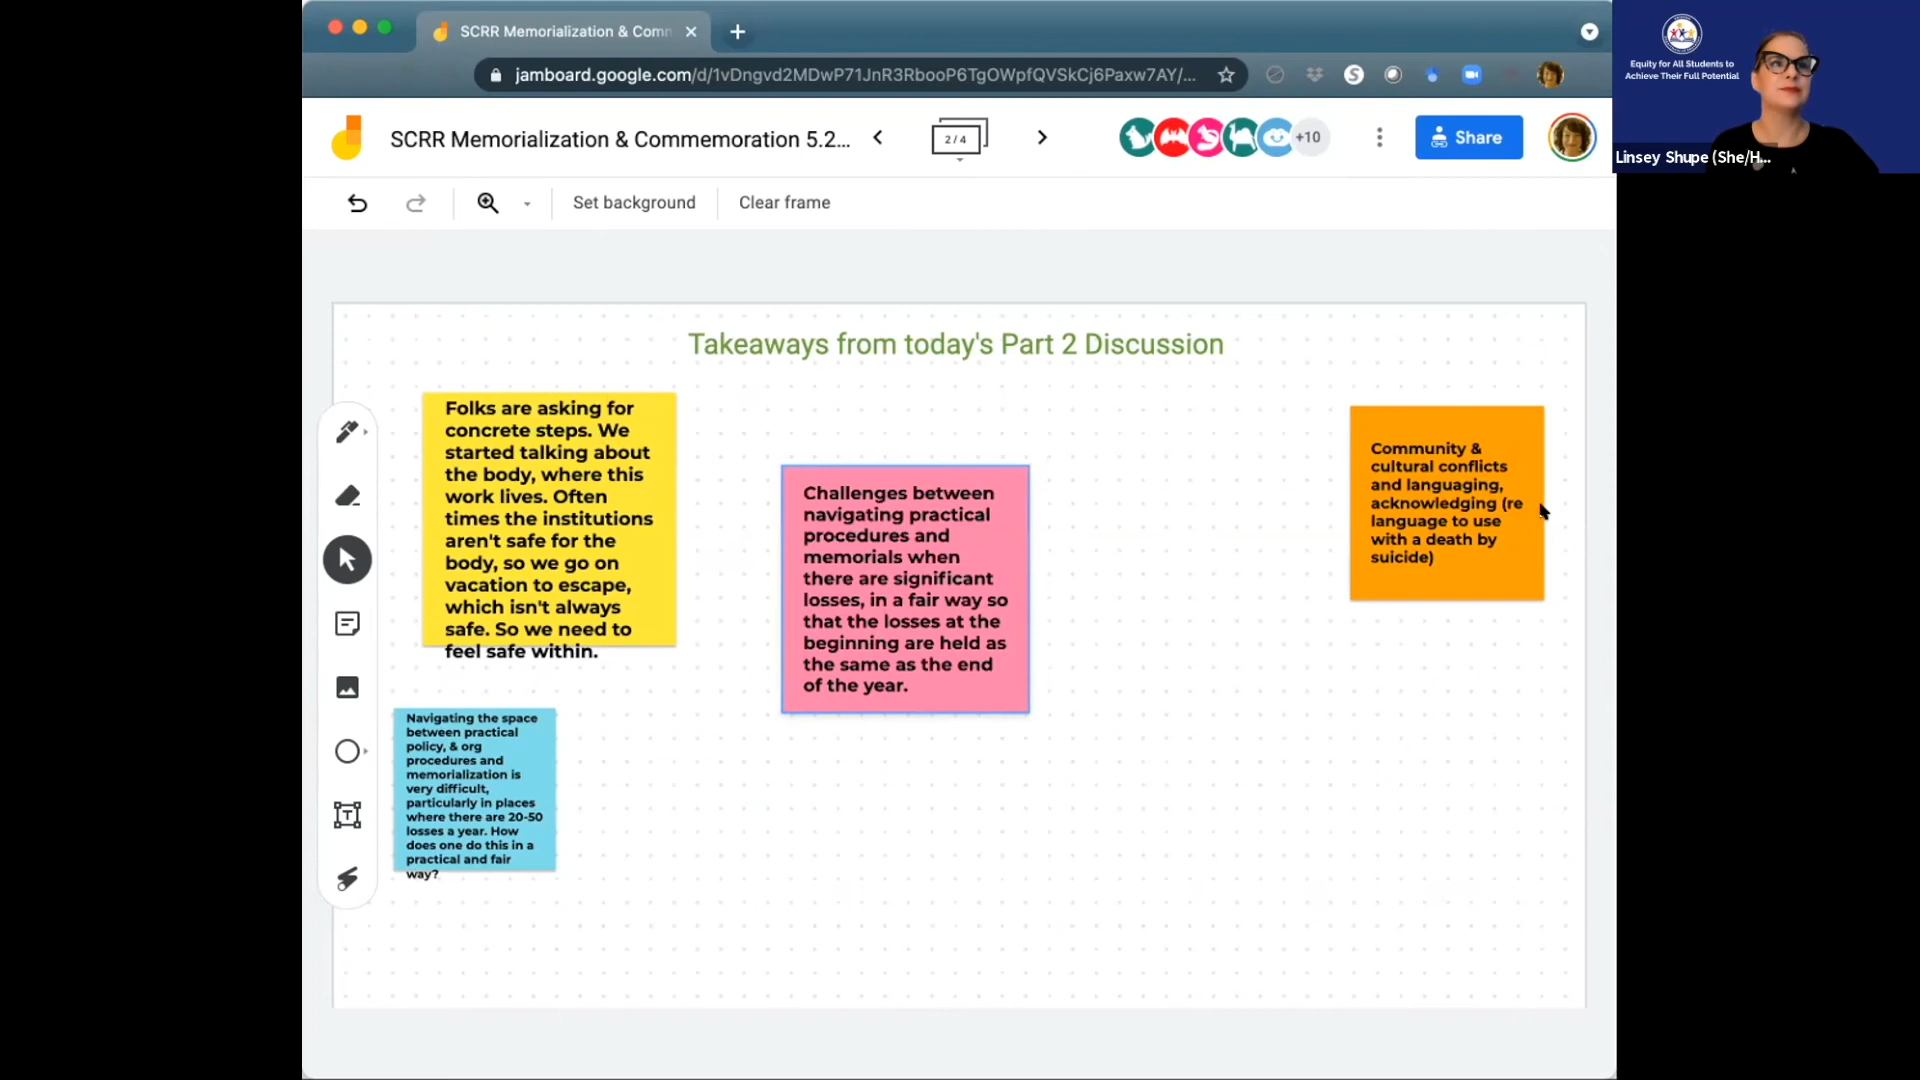 SCRR Memorialization & Comm
jamboard.google.com/d/1vDngvd2MDwP71JnR3RbooP6TgOWpfQVSkCj6Paxw7AY/...
Equity for All Students to
Achieve Their Full Potential
Linsey Shupe (She/H...
SCRR Memorialization & Commemoration 5.2...
2 / 4
+10
Share
Set background
Clear frame
Takeaways from today's Part 2 Discussion
Folks are asking for
concrete steps. We
started talking about
the body, where this
work lives. Often
times the institutions
aren't safe for the
body, so we go on
vacation to escape,
which isn't always
safe. So we need to
feel safe within.
Challenges between
navigating practical
procedures and
memorials when
there are significant
losses, in a fair way so
that the losses at the
beginning are held as
the same as the end
of the year.
Community &
cultural conflicts
and languaging,
acknowledging (re
language to use
with a death by
suicide)
Navigating the space
between practical
policy, & org
procedures and
memorialization is
very difficult,
particularly in places
where there are 20-50
losses a year. How
does one do this in a
practical and fair
way?